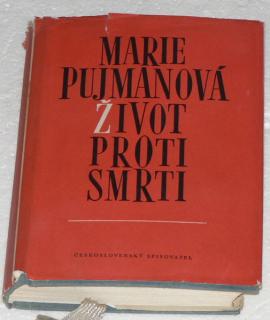 MARIE
PUJMANOVÁ
ŽIVOT
PROTI
SMRTI
ČESKOSLOVENSKÝ SPISOVATEL